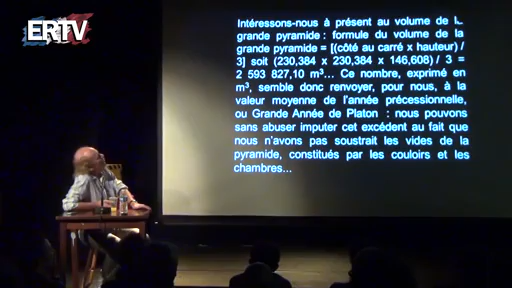 ERTV
Intéressons-nous à présent au volume de la
grande pyramide : formule du volume de la
grande pyramide = [(côté au carré x hauteur) /
3] soit (230,384 x 230,384 x 146,608) / 3 =
2 593 827,10 m³... Ce nombre, exprimé en
m³, semble donc renvoyer, pour nous, à la
valeur moyenne de l'année précessionnelle,
ou Grande Année de Platon : nous pouvons
sans abuser imputer cet excédent au fait que
nous n'avons pas soustrait les vides de la
pyramide, constitués par les couloirs et les
chambres...